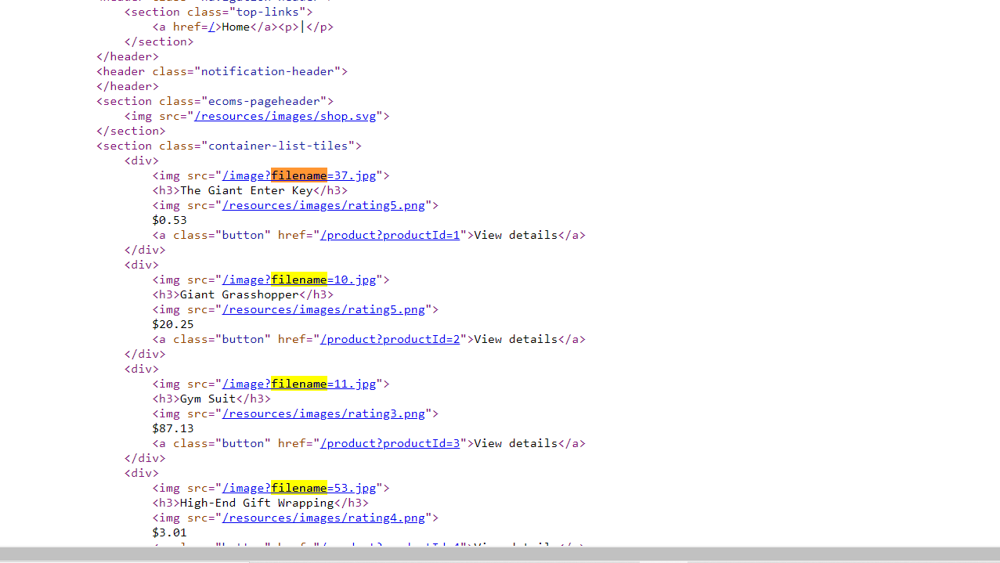 <section class="top-links">
<a href=/>Home</a><p>|</p>
</section>
</header>
<header class="notification-header">
</header>
<section class="ecoms-pageheader">
<img src="/resources/images/shop.svg">
</section>
<section class="container-list-tiles">
<div>
<img src="/image?filename=37.jpg">
<h3>The Giant Enter Key</h3>
<img src="/resources/images/rating5.png">
$0.53
<a class="button" href="/product?productId=1">View details</a>
</div>
<div>
<img src="/image?filename=10.jpg">
<h3>Giant Grasshopper</h3>
<img src="/resources/images/rating5.png">
$20.25
<a class="button" href="/product?productId=2">View details</a>
</div>
<div>
<img src="/image?filename=11.jpg">
<h3>Gym Suit</h3>
<img src="/resources/images/rating3.png">
$87.13
<a class="button" href="/product?productId=3">View details</a>
</div>
<div>
<img src="/image?filename=53.jpg">
<h3>High-End Gift Wrapping</h3>
<img src="/resources/images/rating4.png">
$3.01